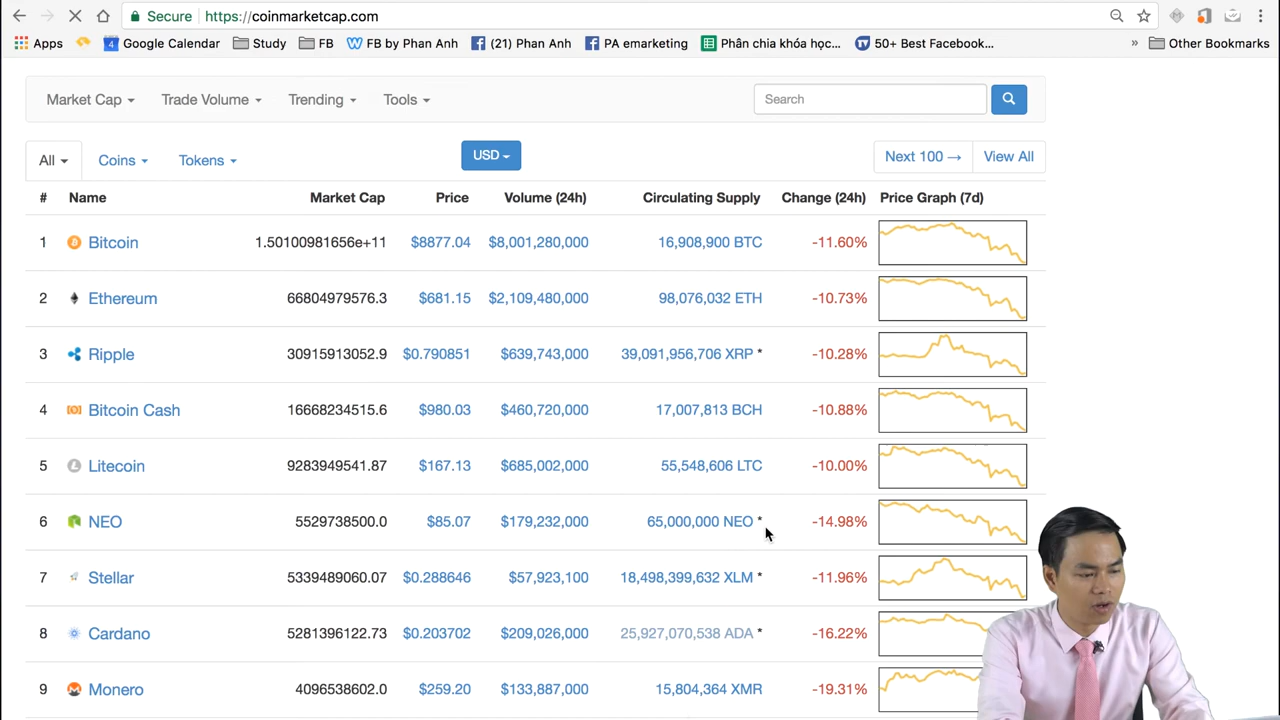 Secure https://coinmarketcap.com
Apps Google Calendar Study FB FB by Phan Anh (21) Phan Anh PA emarketing Phân chia khóa học... 50+ Best Facebook... » Other Bookmarks
Market Cap Trade Volume Trending Tools Search
All Coins Tokens USD Next 100 → View All
# Name Market Cap Price Volume (24h) Circulating Supply Change (24h) Price Graph (7d)
1 Bitcoin 1.50100981656e+11 $8877.04 $8,001,280,000 16,908,900 BTC -11.60%
2 Ethereum 66804979576.3 $681.15 $2,109,480,000 98,076,032 ETH -10.73%
3 Ripple 30915913052.9 $0.790851 $639,743,000 39,091,956,706 XRP * -10.28%
4 Bitcoin Cash 16668234515.6 $980.03 $460,720,000 17,007,813 BCH -10.88%
5 Litecoin 9283949541.87 $167.13 $685,002,000 55,548,606 LTC -10.00%
6 NEO 5529738500.0 $85.07 $179,232,000 65,000,000 NEO * -14.98%
7 Stellar 5339489060.07 $0.288646 $57,923,100 18,498,399,632 XLM * -11.96%
8 Cardano 5281396122.73 $0.203702 $209,026,000 25,927,070,538 ADA * -16.22%
9 Monero 4096538602.0 $259.20 $133,887,000 15,804,364 XMR -19.31%